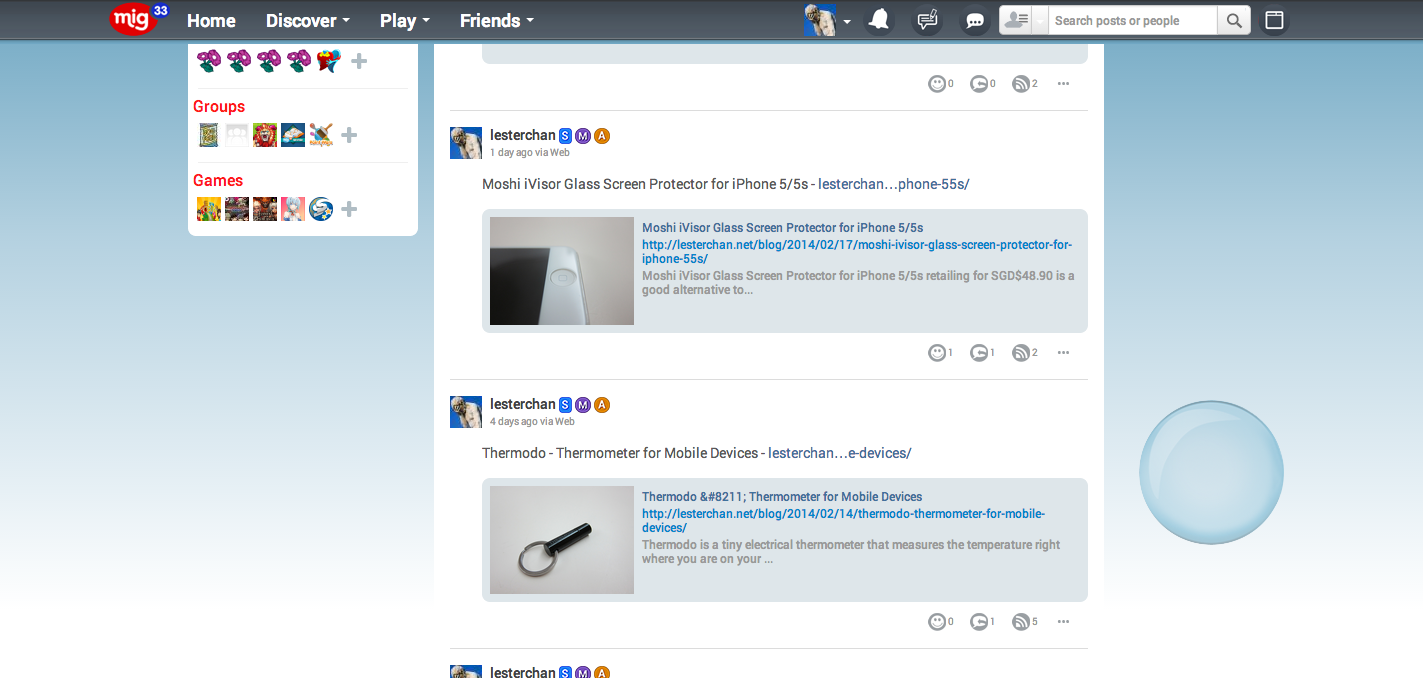 mig 33 Home Discover Play Friends Search posts or people
Groups
Games
0 0 2
lesterchan S M A
1 day ago via Web
Moshi iVisor Glass Screen Protector for iPhone 5/5s - lesterchan…phone-55s/
Moshi iVisor Glass Screen Protector for iPhone 5/5s
http://lesterchan.net/blog/2014/02/17/moshi-ivisor-glass-screen-protector-for-
iphone-55s/
Moshi iVisor Glass Screen Protector for iPhone 5/5s retailing for SGD$48.90 is a
good alternative to...
1 1 2
lesterchan S M A
4 days ago via Web
Thermodo - Thermometer for Mobile Devices - lesterchan…e-devices/
Thermodo &#8211; Thermometer for Mobile Devices
http://lesterchan.net/blog/2014/02/14/thermodo-thermometer-for-mobile-
devices/
Thermodo is a tiny electrical thermometer that measures the temperature right
where you are on your ...
0 1 5
lesterchan S M A